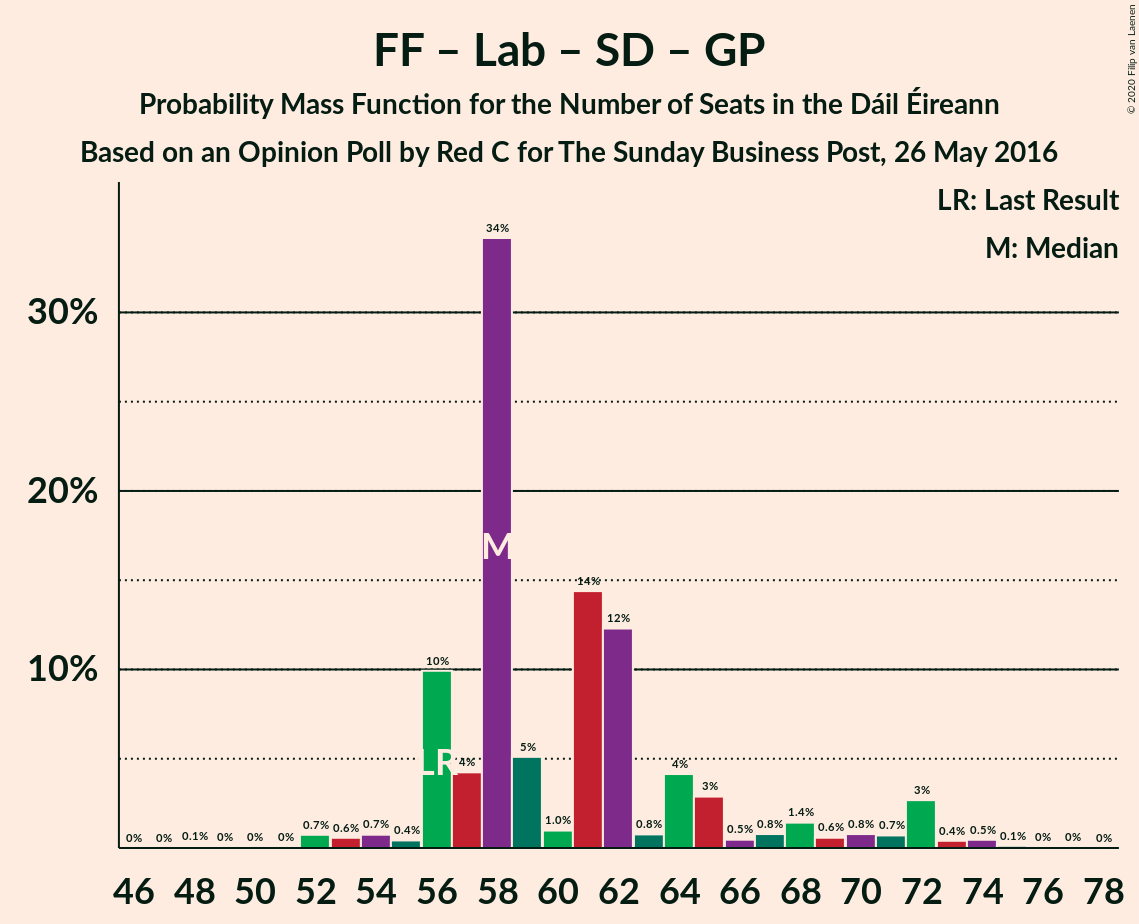 FF – Lab – SD – GP
Probability Mass Function for the Number of Seats in the Dáil Éireann
Based on an Opinion Poll by Red C for The Sunday Business Post, 26 May 2016
© 2020 Filip van Laenen
LR: Last Result
M: Median
30%
20%
10%
0% 0% 0.1% 0% 0% 0% 0.7% 0.6% 0.7% 0.4% 10% 4% 34% 5% 1.0% 14% 12% 0.8% 4% 3% 0.5% 0.8% 1.4% 0.6% 0.8% 0.7% 3% 0.4% 0.5% 0.1% 0% 0% 0%
M
LR
46 48 50 52 54 56 58 60 62 64 66 68 70 72 74 76 78